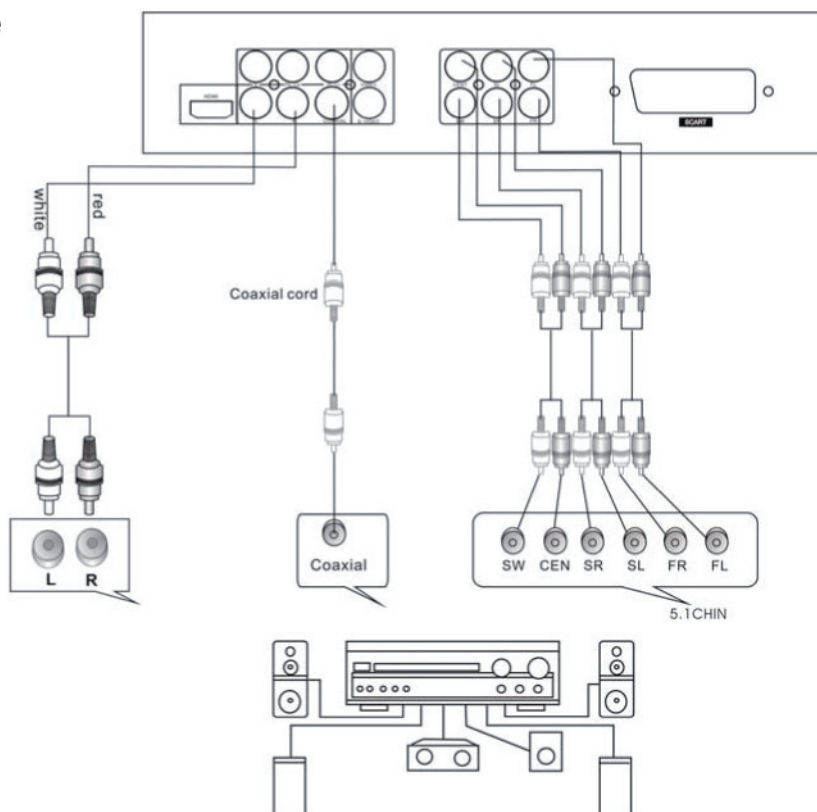 e
HDMI
SCART
white
red
Coaxial cord
L R
Coaxial
SW CEN SR SL FR FL
5.1CHIN